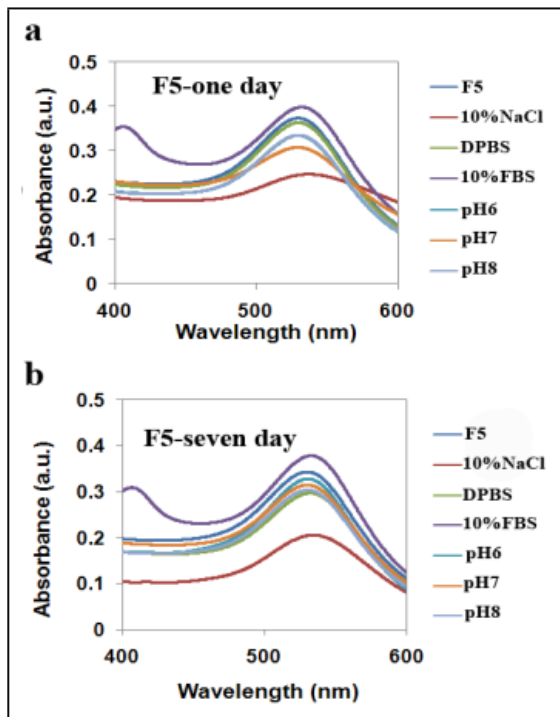 a
F5-one day
Absorbance (a.u.)
0.5
0.4
0.3
0.2
0.1
0
400
500
600
Wavelength (nm)
F5
10%NaCl
DPBS
10%FBS
pH6
pH7
pH8
b
F5-seven day
Absorbance (a.u.)
0.5
0.4
0.3
0.2
0.1
0
400
500
600
Wavelength (nm)
F5
10%NaCl
DPBS
10%FBS
pH6
pH7
pH8